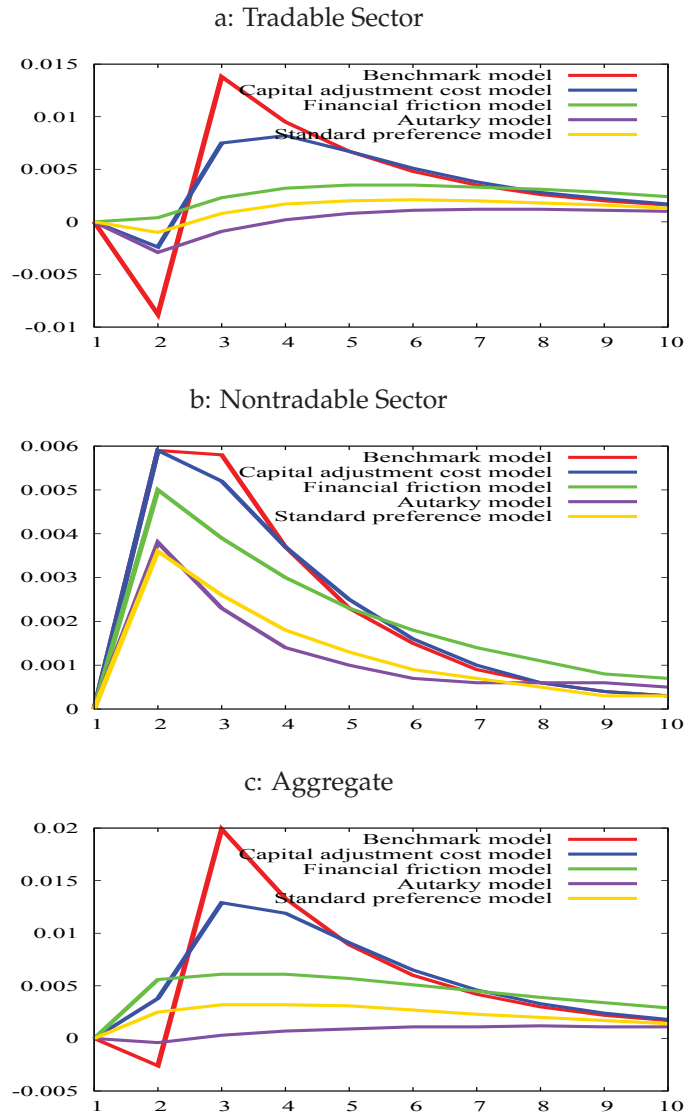 a: Tradable Sector
0.015
0.01
0.005
0
-0.005
-0.01
Benchmark model
Capital adjustment cost model
Financial friction model
Autarky model
Standard preference model
1 2 3 4 5 6 7 8 9 10
b: Nontradable Sector
0.006
0.005
0.004
0.003
0.002
0.001
0
Benchmark model
Capital adjustment cost model
Financial friction model
Autarky model
Standard preference model
1 2 3 4 5 6 7 8 9 10
c: Aggregate
0.02
0.015
0.01
0.005
0
-0.005
Benchmark model
Capital adjustment cost model
Financial friction model
Autarky model
Standard preference model
1 2 3 4 5 6 7 8 9 10